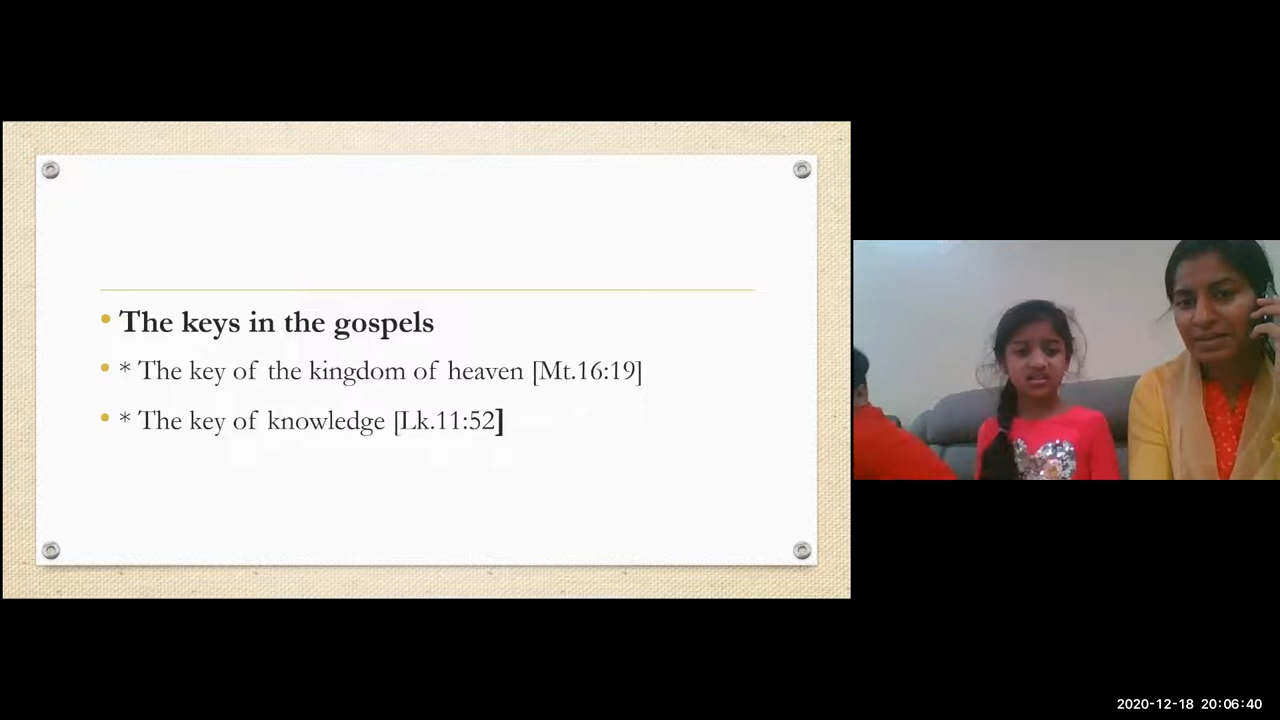 • The keys in the gospels
• * The key of the kingdom of heaven [Mt.16:19]
• * The key of knowledge [Lk.11:52]
2020-12-18 20:06:40